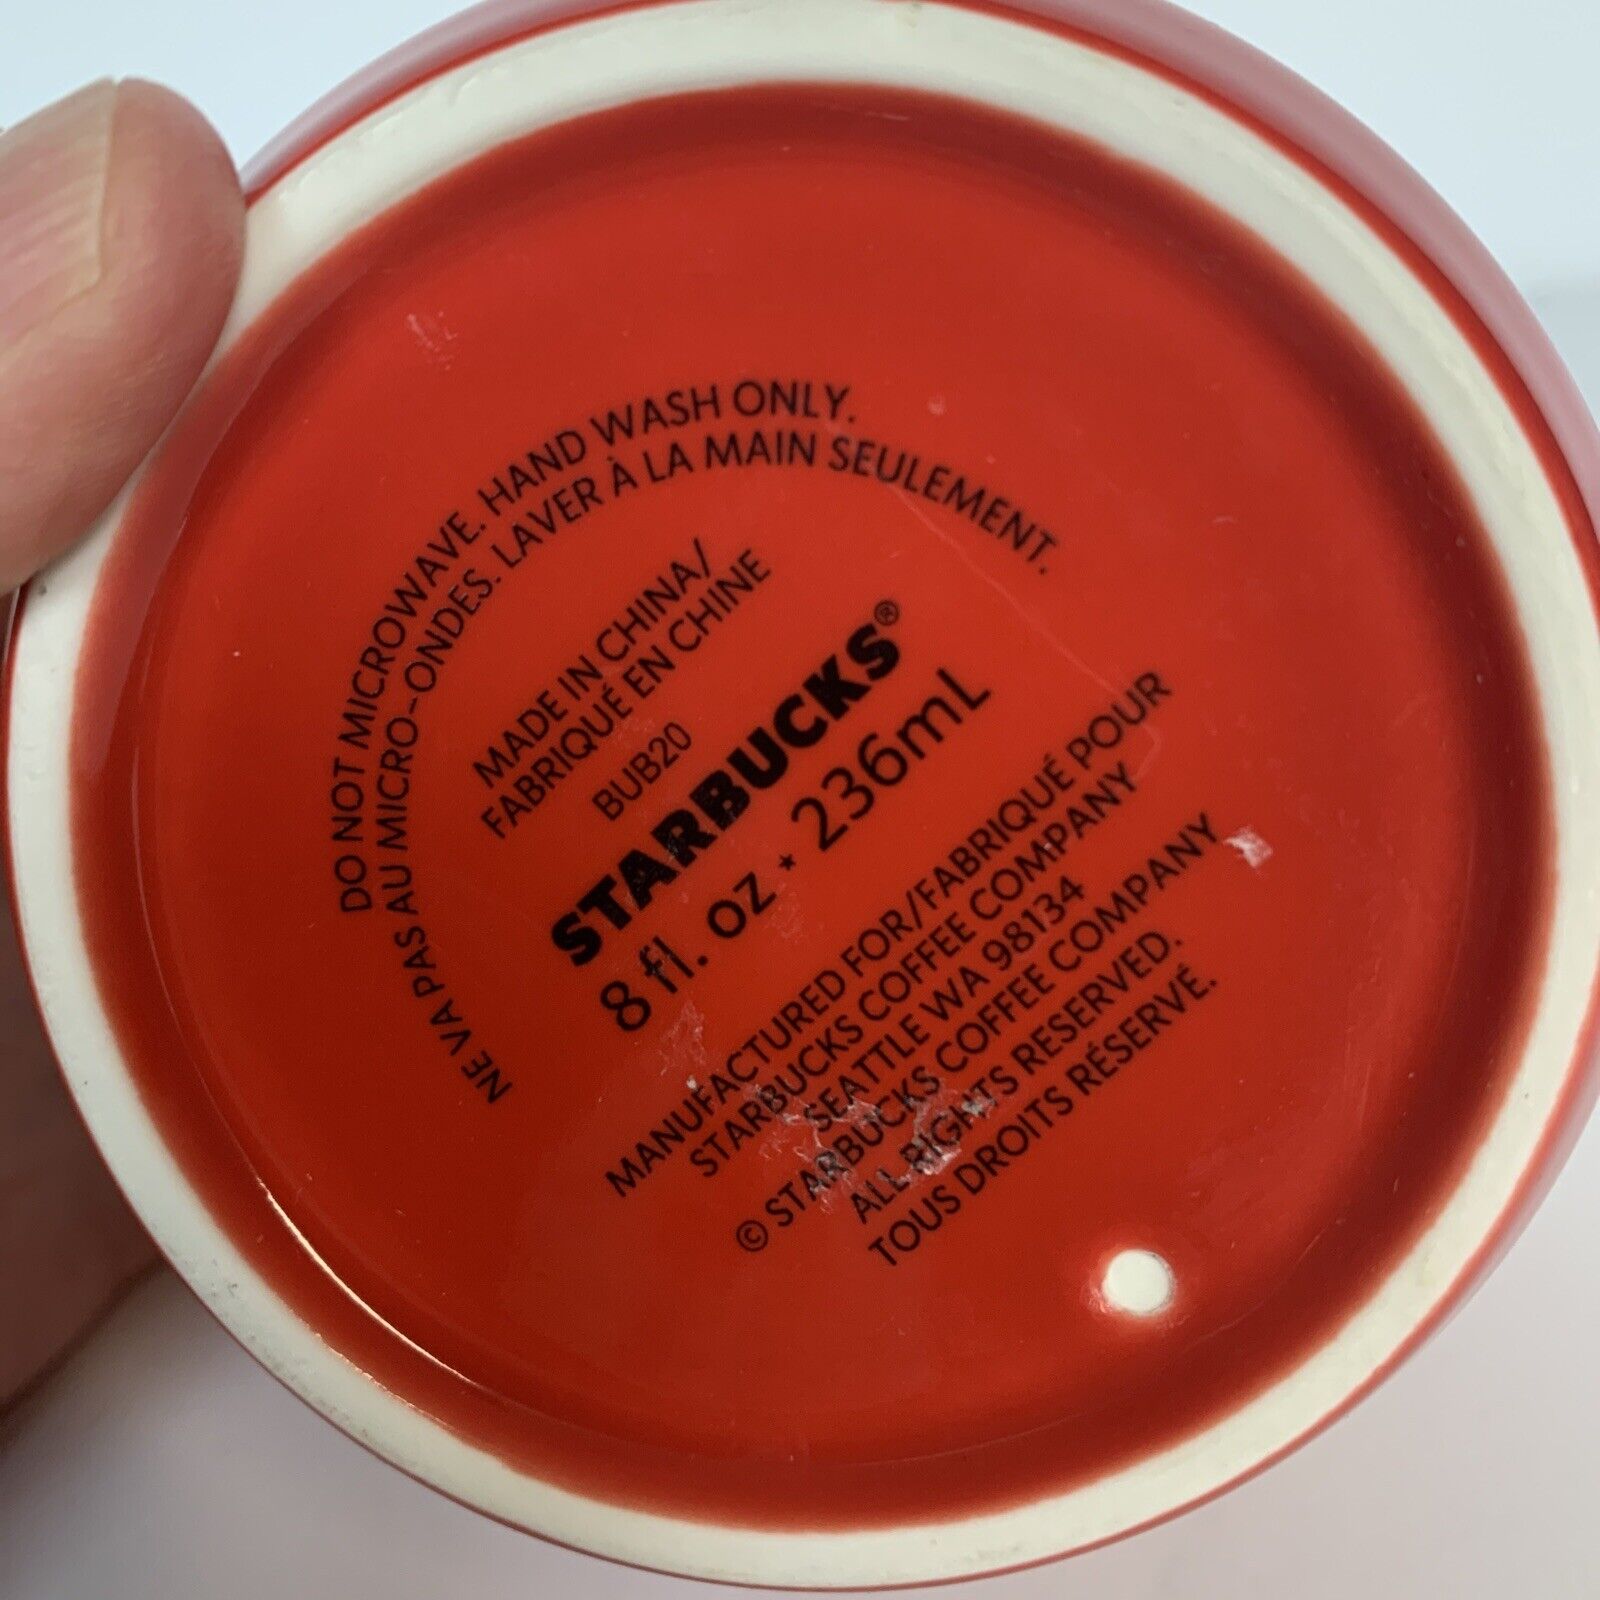 DO NOT MICROWAVE. HAND WASH ONLY.
NE VA PAS AU MICRO-ONDES. LAVER À LA MAIN SEULEMENT.
MADE IN CHINA/
FABRIQUÉ EN CHINE
BUB20
STARBUCKS®
8 fl. oz ⋆ 236mL
MANUFACTURED FOR/FABRIQUÉ POUR
STARBUCKS COFFEE COMPANY
SEATTLE WA 98134
© STARBUCKS COFFEE COMPANY
ALL RIGHTS RESERVED.
TOUS DROITS RÉSERVÉ.